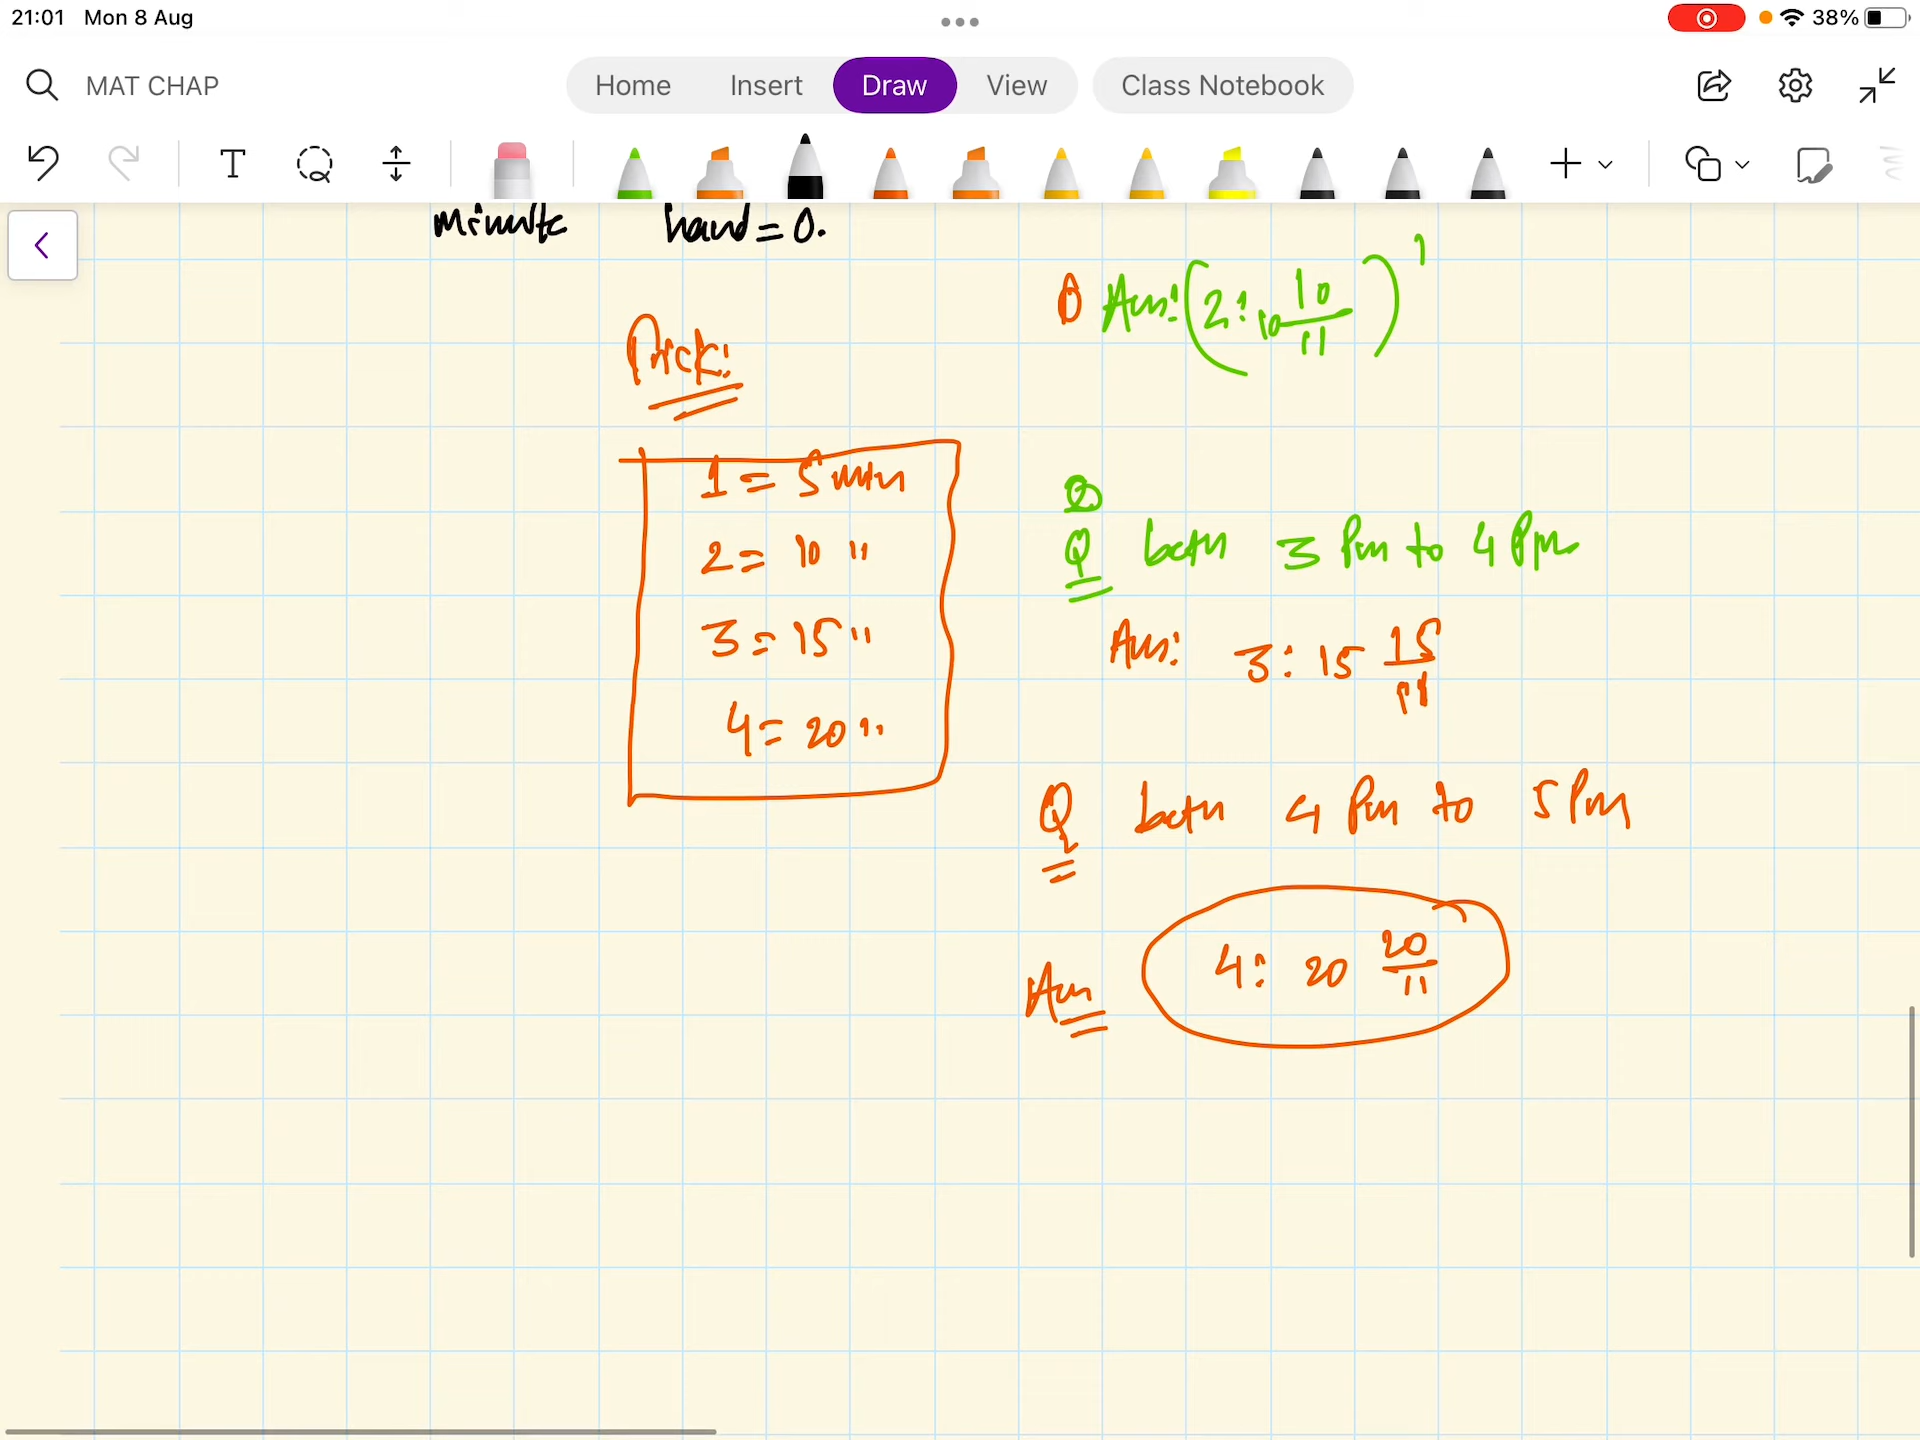 21:01 Mon 8 Aug
38%
MAT CHAP
Home Insert Draw View Class Notebook
T
minute hand = 0.
Trick:
1 = 5 min
2 = 10 "
3 = 15 "
4 = 20 "
Ans: (2: 10 10/11)
Q
Q betn 3 Pm to 4 Pm
Ans: 3: 15 15/11
Q betn 4 Pm to 5 Pm
Ans 4: 20 20/11